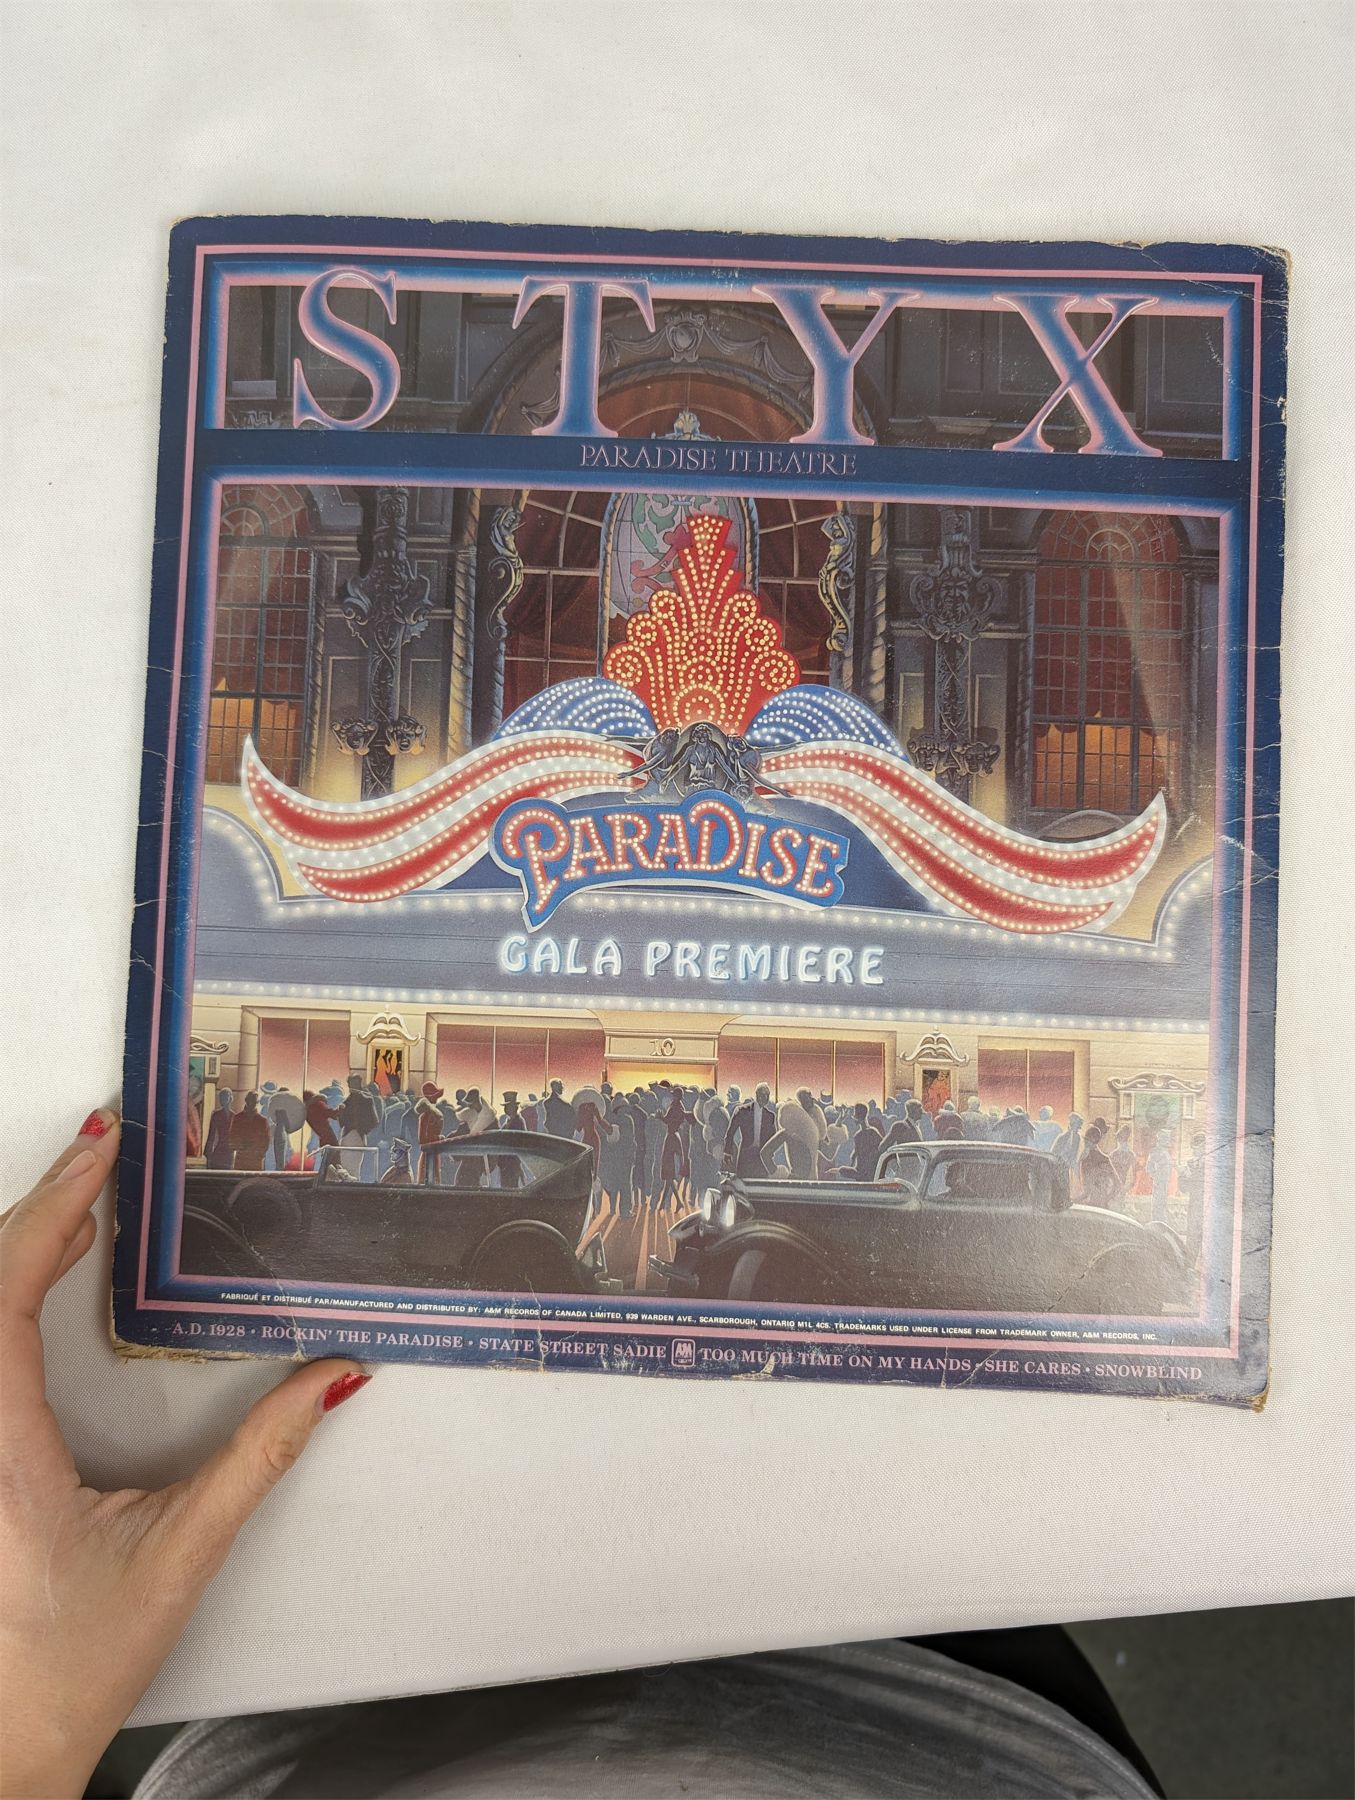 STYX
PARADISE THEATRE
PARADISE
GALA PREMIERE
10
FABRIQUÉ ET DISTRIBUÉ PAR/MANUFACTURED AND DISTRIBUTED BY: A&M RECORDS OF CANADA LIMITED, 939 WARDEN AVE., SCARBOROUGH, ONTARIO M1L 4C5. TRADEMARKS USED UNDER LICENSE FROM TRADEMARK OWNER, A&M RECORDS, INC.
A.D. 1928 • ROCKIN' THE PARADISE • STATE STREET SADIE A&M TOO MUCH TIME ON MY HANDS • SHE CARES • SNOWBLIND